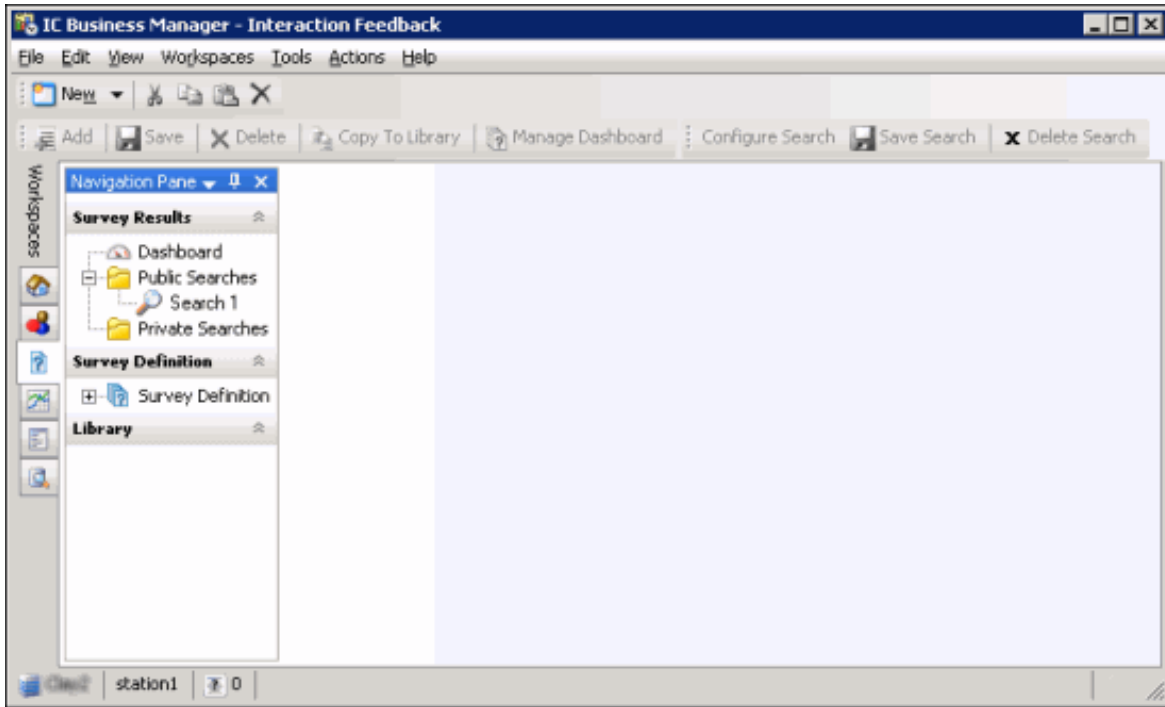 IC Business Manager - Interaction Feedback
File Edit View Workspaces Tools Actions Help
New
Add Save Delete Copy To Library Manage Dashboard Configure Search Save Search Delete Search
Workspaces
Navigation Pane
Survey Results
Dashboard
Public Searches
Search 1
Private Searches
Survey Definition
Survey Definition
Library
station1 0